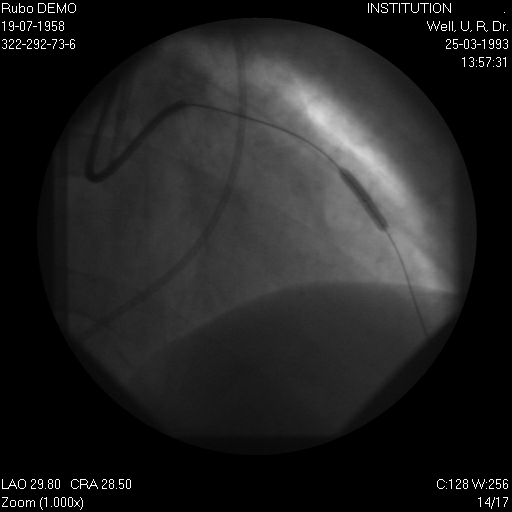 Rubo DEMO
19-07-1958
322-292-73-6
INSTITUTION .
Well, U, R, Dr.
25-03-1993
13:57:31
LAO 29.80 CRA 28.50
Zoom (1.000x)
C:128 W:256
14/17